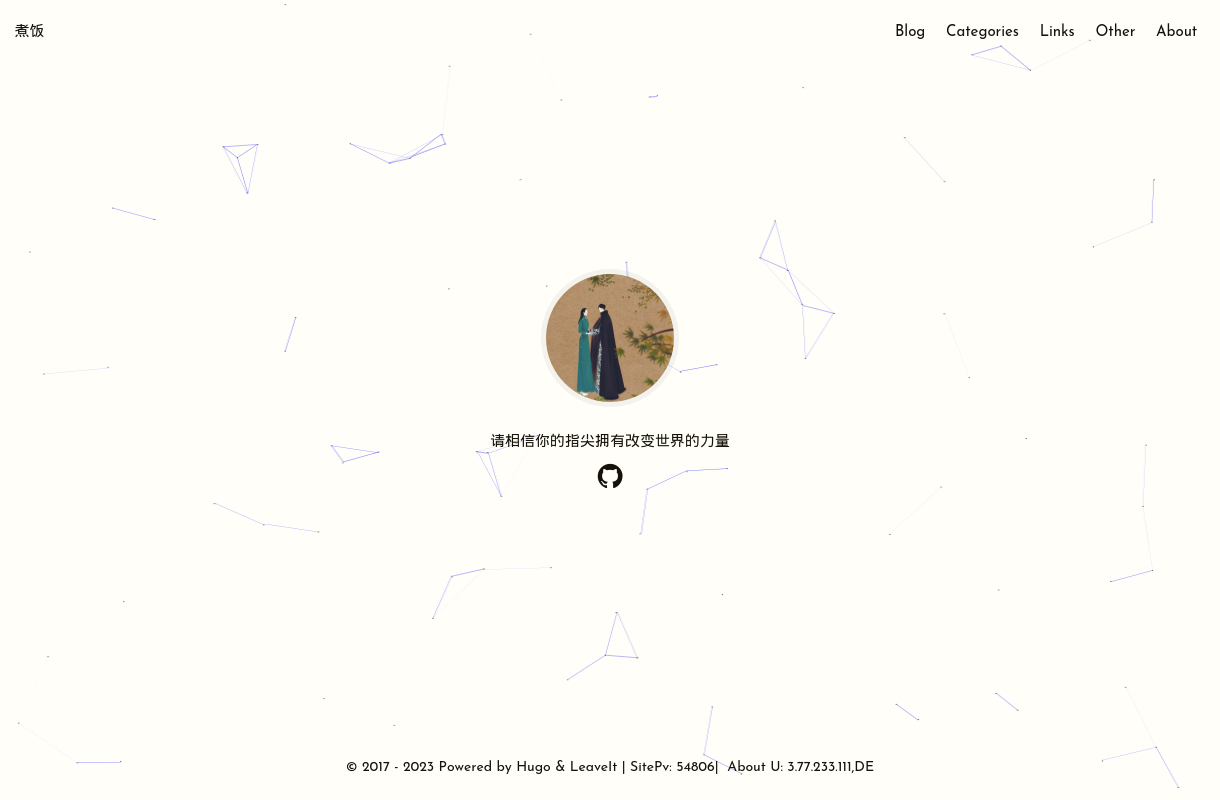 煮饭
Blog Categories Links Other About
请相信你的指尖拥有改变世界的力量
© 2017 - 2023 Powered by Hugo & LeaveIt | SitePv: 54806| About U: 3.77.233.111,DE